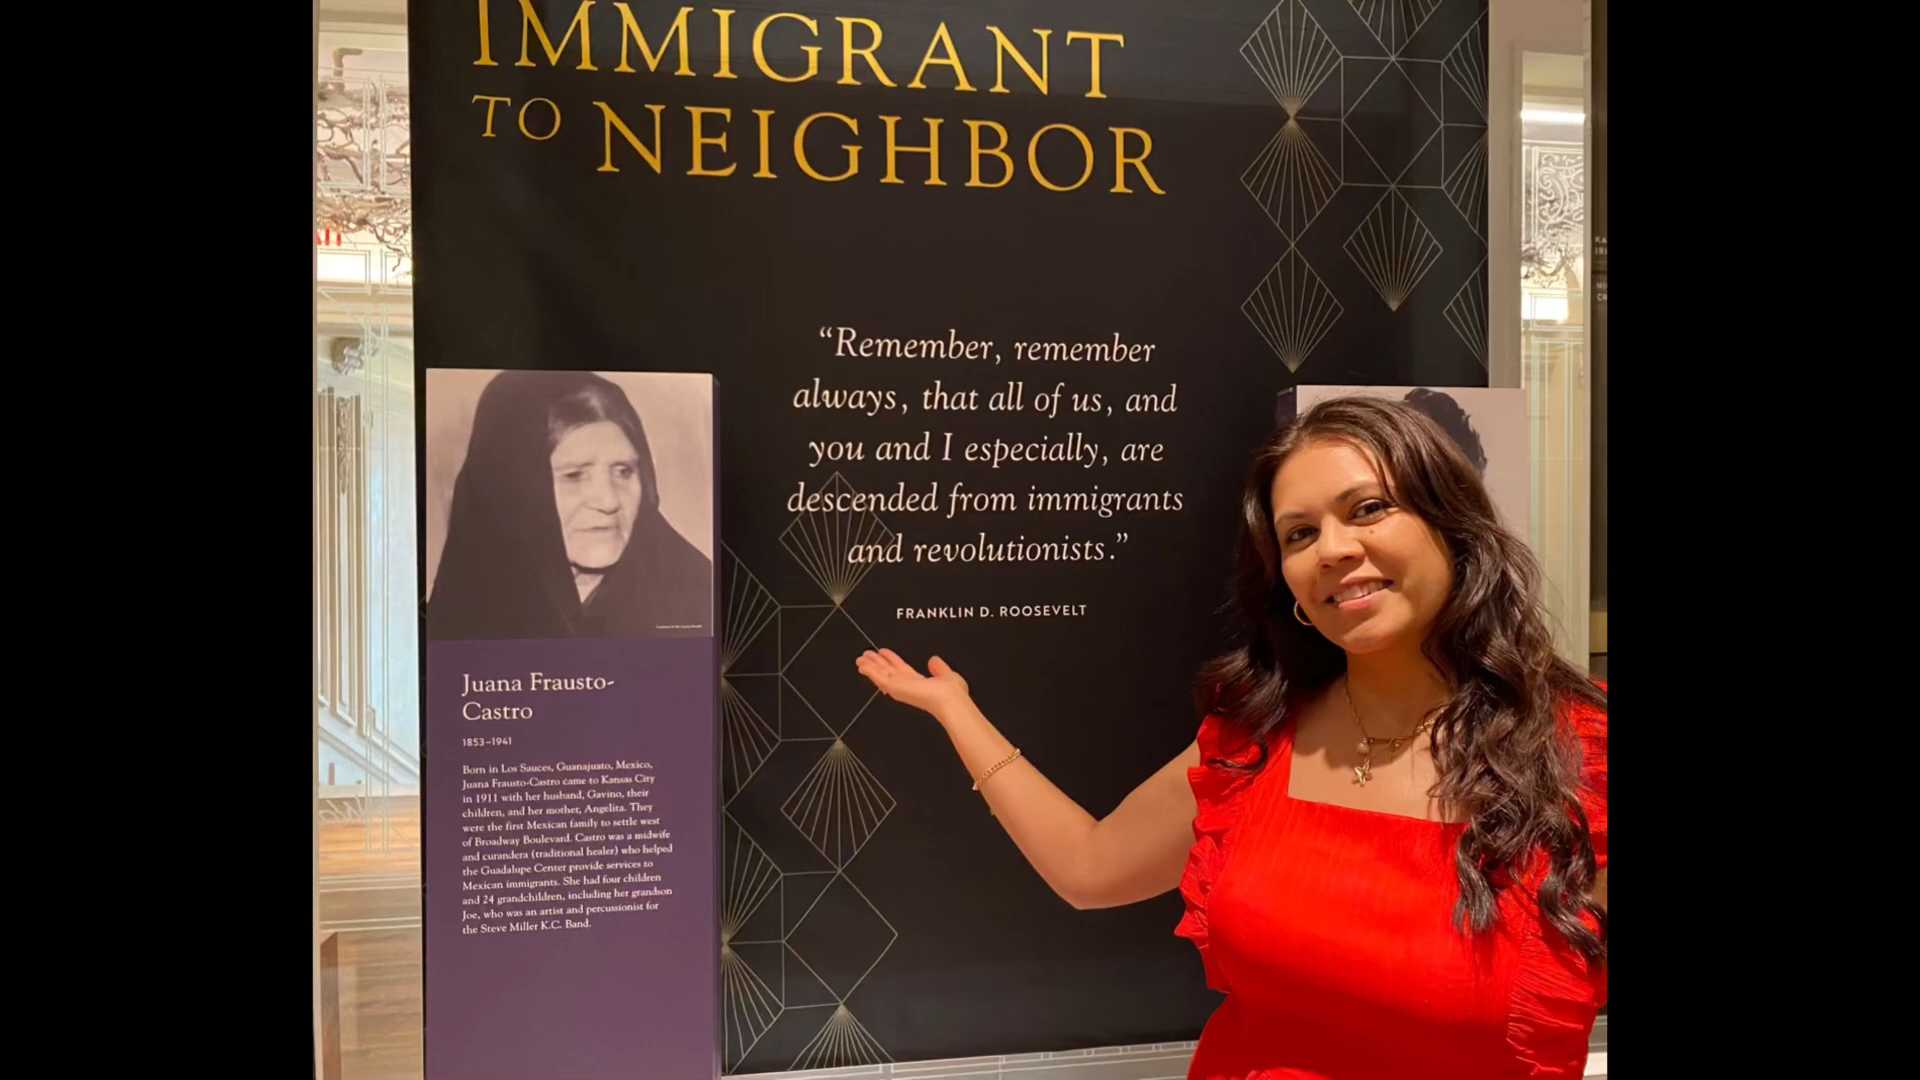 IMMIGRANT
TO NEIGHBOR
“Remember, remember
always, that all of us, and
you and I especially, are
descended from immigrants
and revolutionists.”
FRANKLIN D. ROOSEVELT
Juana Frausto-
Castro
1853–1941
Born in Los Sauces, Guanajuato, Mexico,
Juana Frausto-Castro came to Kansas City
in 1911 with her husband, Gavino, their
children, and her mother, Angelita. They
were the first Mexican family to settle west
of Broadway Boulevard. Castro was a midwife
and curandera (traditional healer) who helped
the Guadalupe Center provide services to
Mexican immigrants. She had four children
and 24 grandchildren, including her grandson
Joe, who was an artist and percussionist for
the Steve Miller K.C. Band.